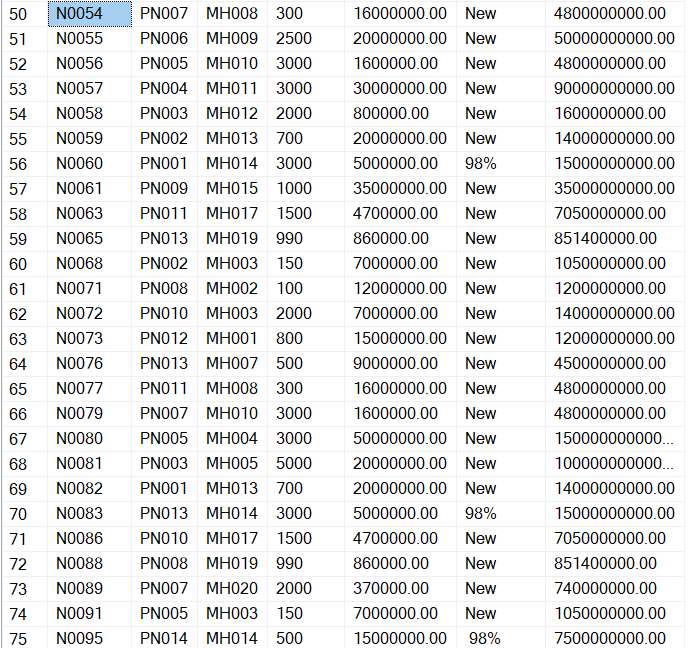 50 N0054 PN007 MH008 300 16000000.00 New 4800000000.00
51 N0055 PN006 MH009 2500 20000000.00 New 50000000000.00
52 N0056 PN005 MH010 3000 1600000.00 New 4800000000.00
53 N0057 PN004 MH011 3000 30000000.00 New 90000000000.00
54 N0058 PN003 MH012 2000 800000.00 New 1600000000.00
55 N0059 PN002 MH013 700 20000000.00 New 14000000000.00
56 N0060 PN001 MH014 3000 5000000.00 98% 15000000000.00
57 N0061 PN009 MH015 1000 35000000.00 New 35000000000.00
58 N0063 PN011 MH017 1500 4700000.00 New 7050000000.00
59 N0065 PN013 MH019 990 860000.00 New 851400000.00
60 N0068 PN002 MH003 150 7000000.00 New 1050000000.00
61 N0071 PN008 MH002 100 12000000.00 New 1200000000.00
62 N0072 PN010 MH003 2000 7000000.00 New 14000000000.00
63 N0073 PN012 MH001 800 15000000.00 New 12000000000.00
64 N0076 PN013 MH007 500 9000000.00 New 4500000000.00
65 N0077 PN011 MH008 300 16000000.00 New 4800000000.00
66 N0079 PN007 MH010 3000 1600000.00 New 4800000000.00
67 N0080 PN005 MH004 3000 50000000.00 New 150000000000...
68 N0081 PN003 MH005 5000 20000000.00 New 100000000000...
69 N0082 PN001 MH013 700 20000000.00 New 14000000000.00
70 N0083 PN013 MH014 3000 5000000.00 98% 15000000000.00
71 N0086 PN010 MH017 1500 4700000.00 New 7050000000.00
72 N0088 PN008 MH019 990 860000.00 New 851400000.00
73 N0089 PN007 MH020 2000 370000.00 New 740000000.00
74 N0091 PN005 MH003 150 7000000.00 New 1050000000.00
75 N0095 PN014 MH014 500 15000000.00 98% 7500000000.00